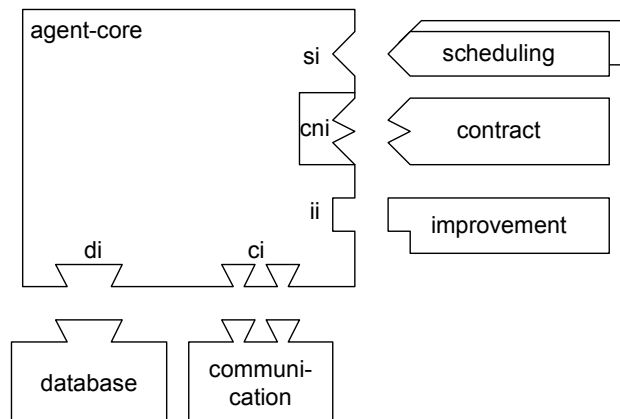 agent-core
si
scheduling
cni
contract
ii
improvement
di
ci
database
communi-
cation